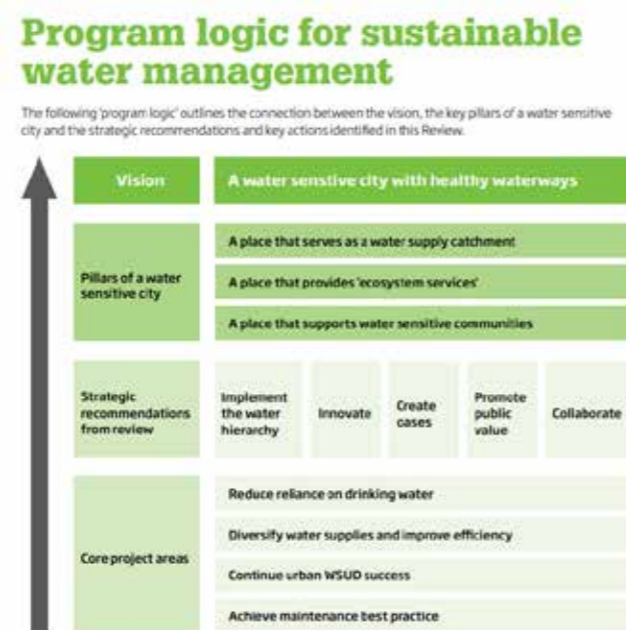 Program logic for sustainable
water management
The following 'program logic' outlines the connection between the vision, the key pillars of a water sensitive
city and the strategic recommendations and key actions identified in this Review.
Vision
A water senstive city with healthy waterways
Pillars of a water
sensitive city
A place that serves as a water supply catchment
A place that provides 'ecosystem services'
A place that supports water sensitive communities
Strategic
recommendations
from review
Implement
the water
hierarchy
Innovate
Create
cases
Promote
public
value
Collaborate
Core project areas
Reduce reliance on drinking water
Diversify water supplies and improve efficiency
Continue urban WSUD success
Achieve maintenance best practice